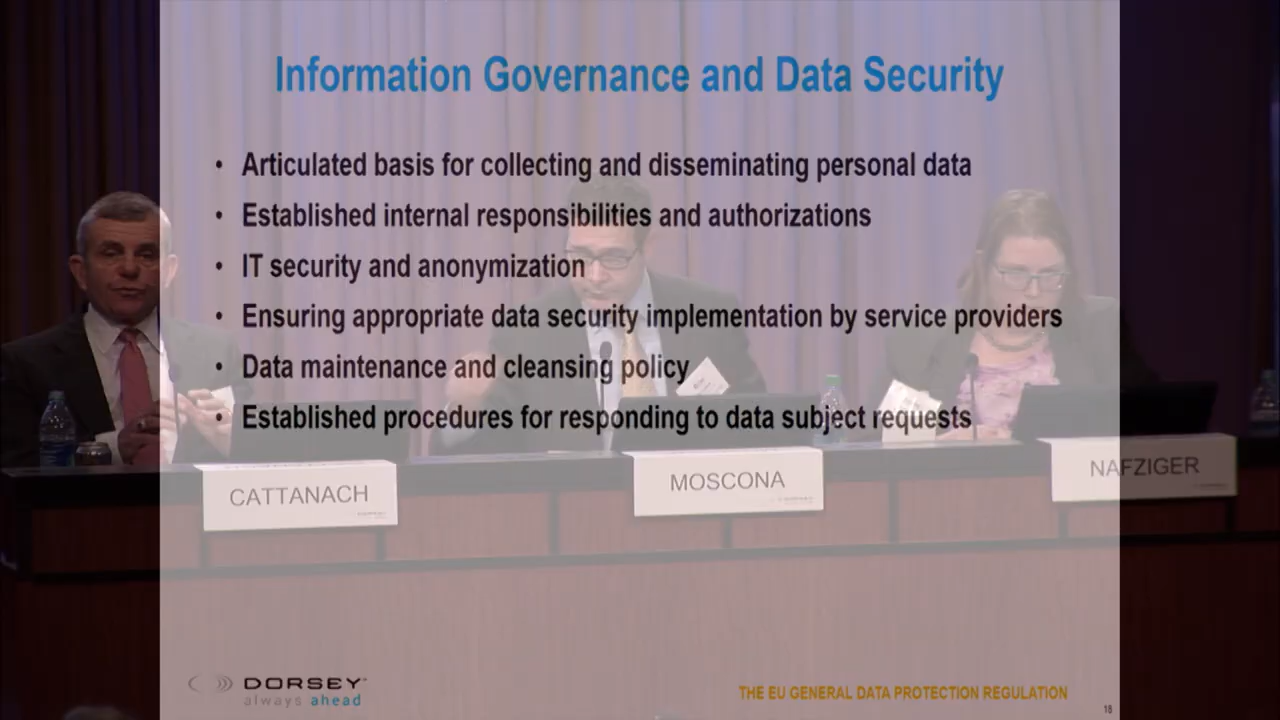 Information Governance and Data Security
• Articulated basis for collecting and disseminating personal data
• Established internal responsibilities and authorizations
• IT security and anonymization
• Ensuring appropriate data security implementation by service providers
• Data maintenance and cleansing policy
• Established procedures for responding to data subject requests
CATTANACH
MOSCONA
NAFZIGER
DORSEY
always ahead
THE EU GENERAL DATA PROTECTION REGULATION
18